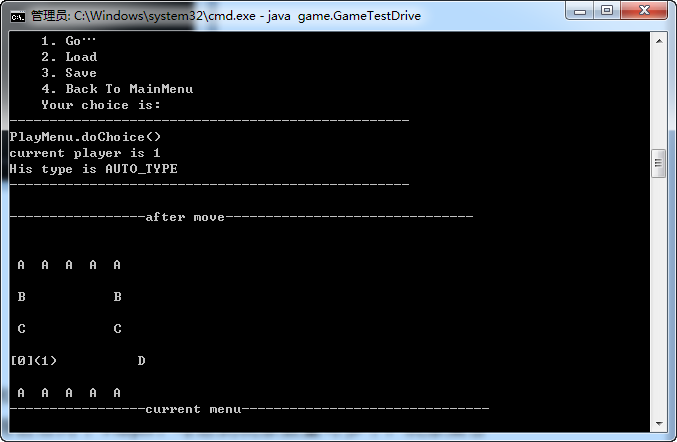 管理员: C:\Windows\system32\cmd.exe - java  game.GameTestDrive
1. Go…
2. Load
3. Save
4. Back To MainMenu
Your choice is:
--------------------------------------------------
PlayMenu.doChoice()
current player is 1
His type is AUTO_TYPE
--------------------------------------------------
-----------------after move-------------------------------
A  A  A  A  A
B           B
C           C
[0](1)          D
A  A  A  A  A
-----------------current menu-------------------------------